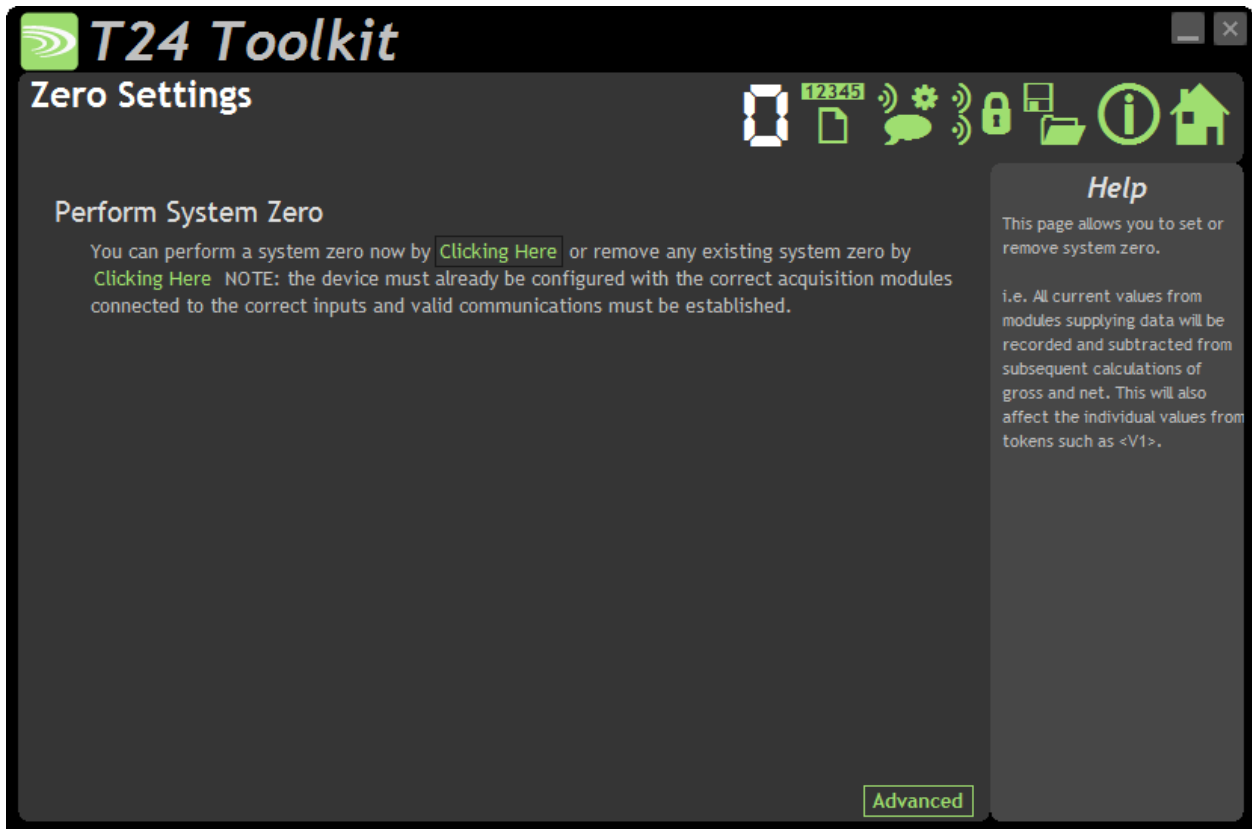 T24 Toolkit
Zero Settings
0
12345
Perform System Zero
You can perform a system zero now by Clicking Here or remove any existing system zero by
Clicking Here NOTE: the device must already be configured with the correct acquisition modules
connected to the correct inputs and valid communications must be established.
Help
This page allows you to set or
remove system zero.
i.e. All current values from
modules supplying data will be
recorded and subtracted from
subsequent calculations of
gross and net. This will also
affect the individual values from
tokens such as <V1>.
Advanced